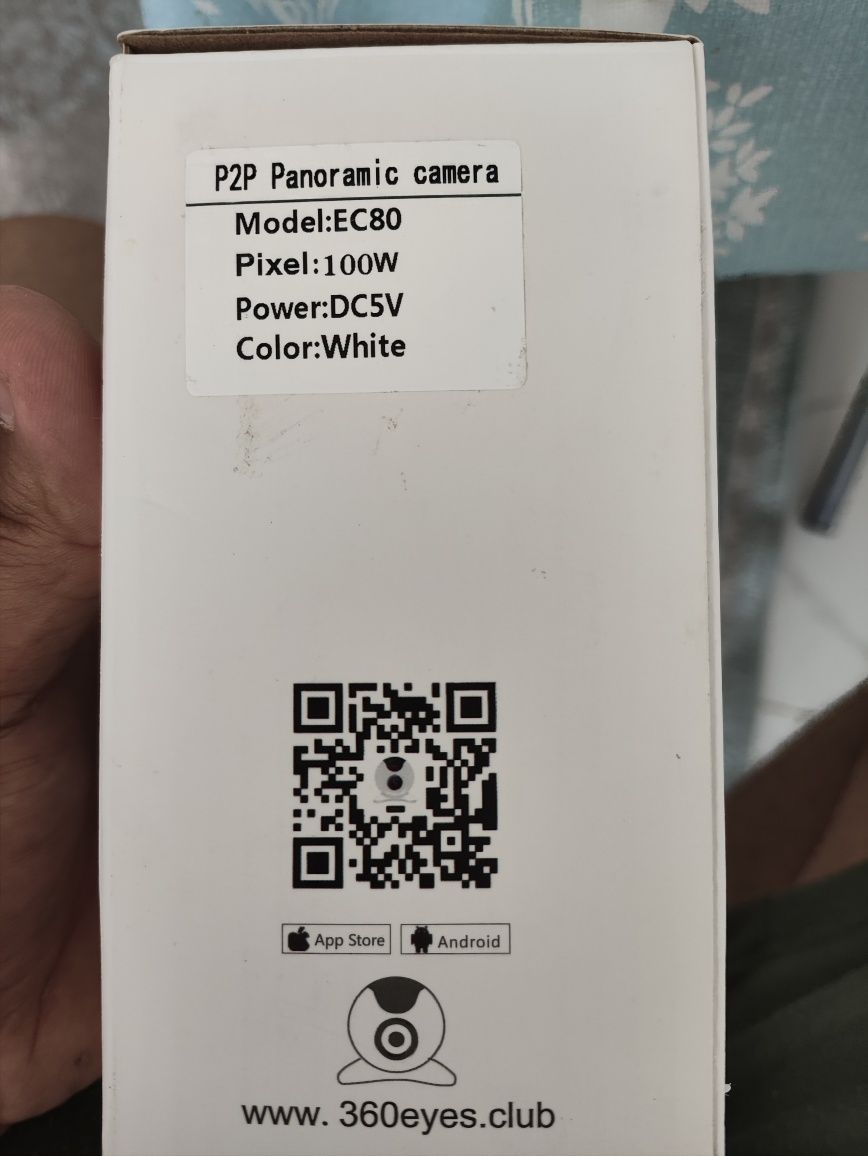 P2P Panoramic camera
Model:EC80
Pixel:100W
Power:DC5V
Color:White
App Store
Android
www. 360eyes.club